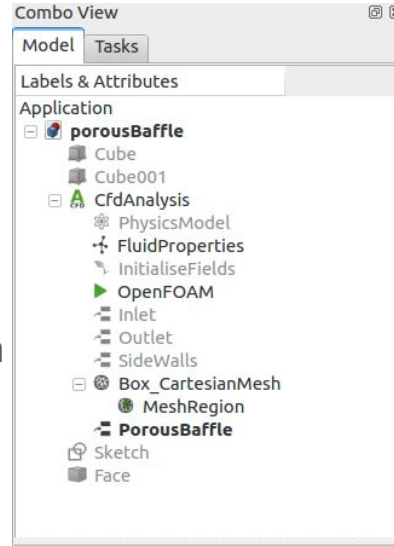 Combo View
Model Tasks
Labels & Attributes
Application
porousBaffle
Cube
Cube001
CfdAnalysis
PhysicsModel
FluidProperties
InitialiseFields
OpenFOAM
Inlet
Outlet
SideWalls
Box_CartesianMesh
MeshRegion
PorousBaffle
Sketch
Face